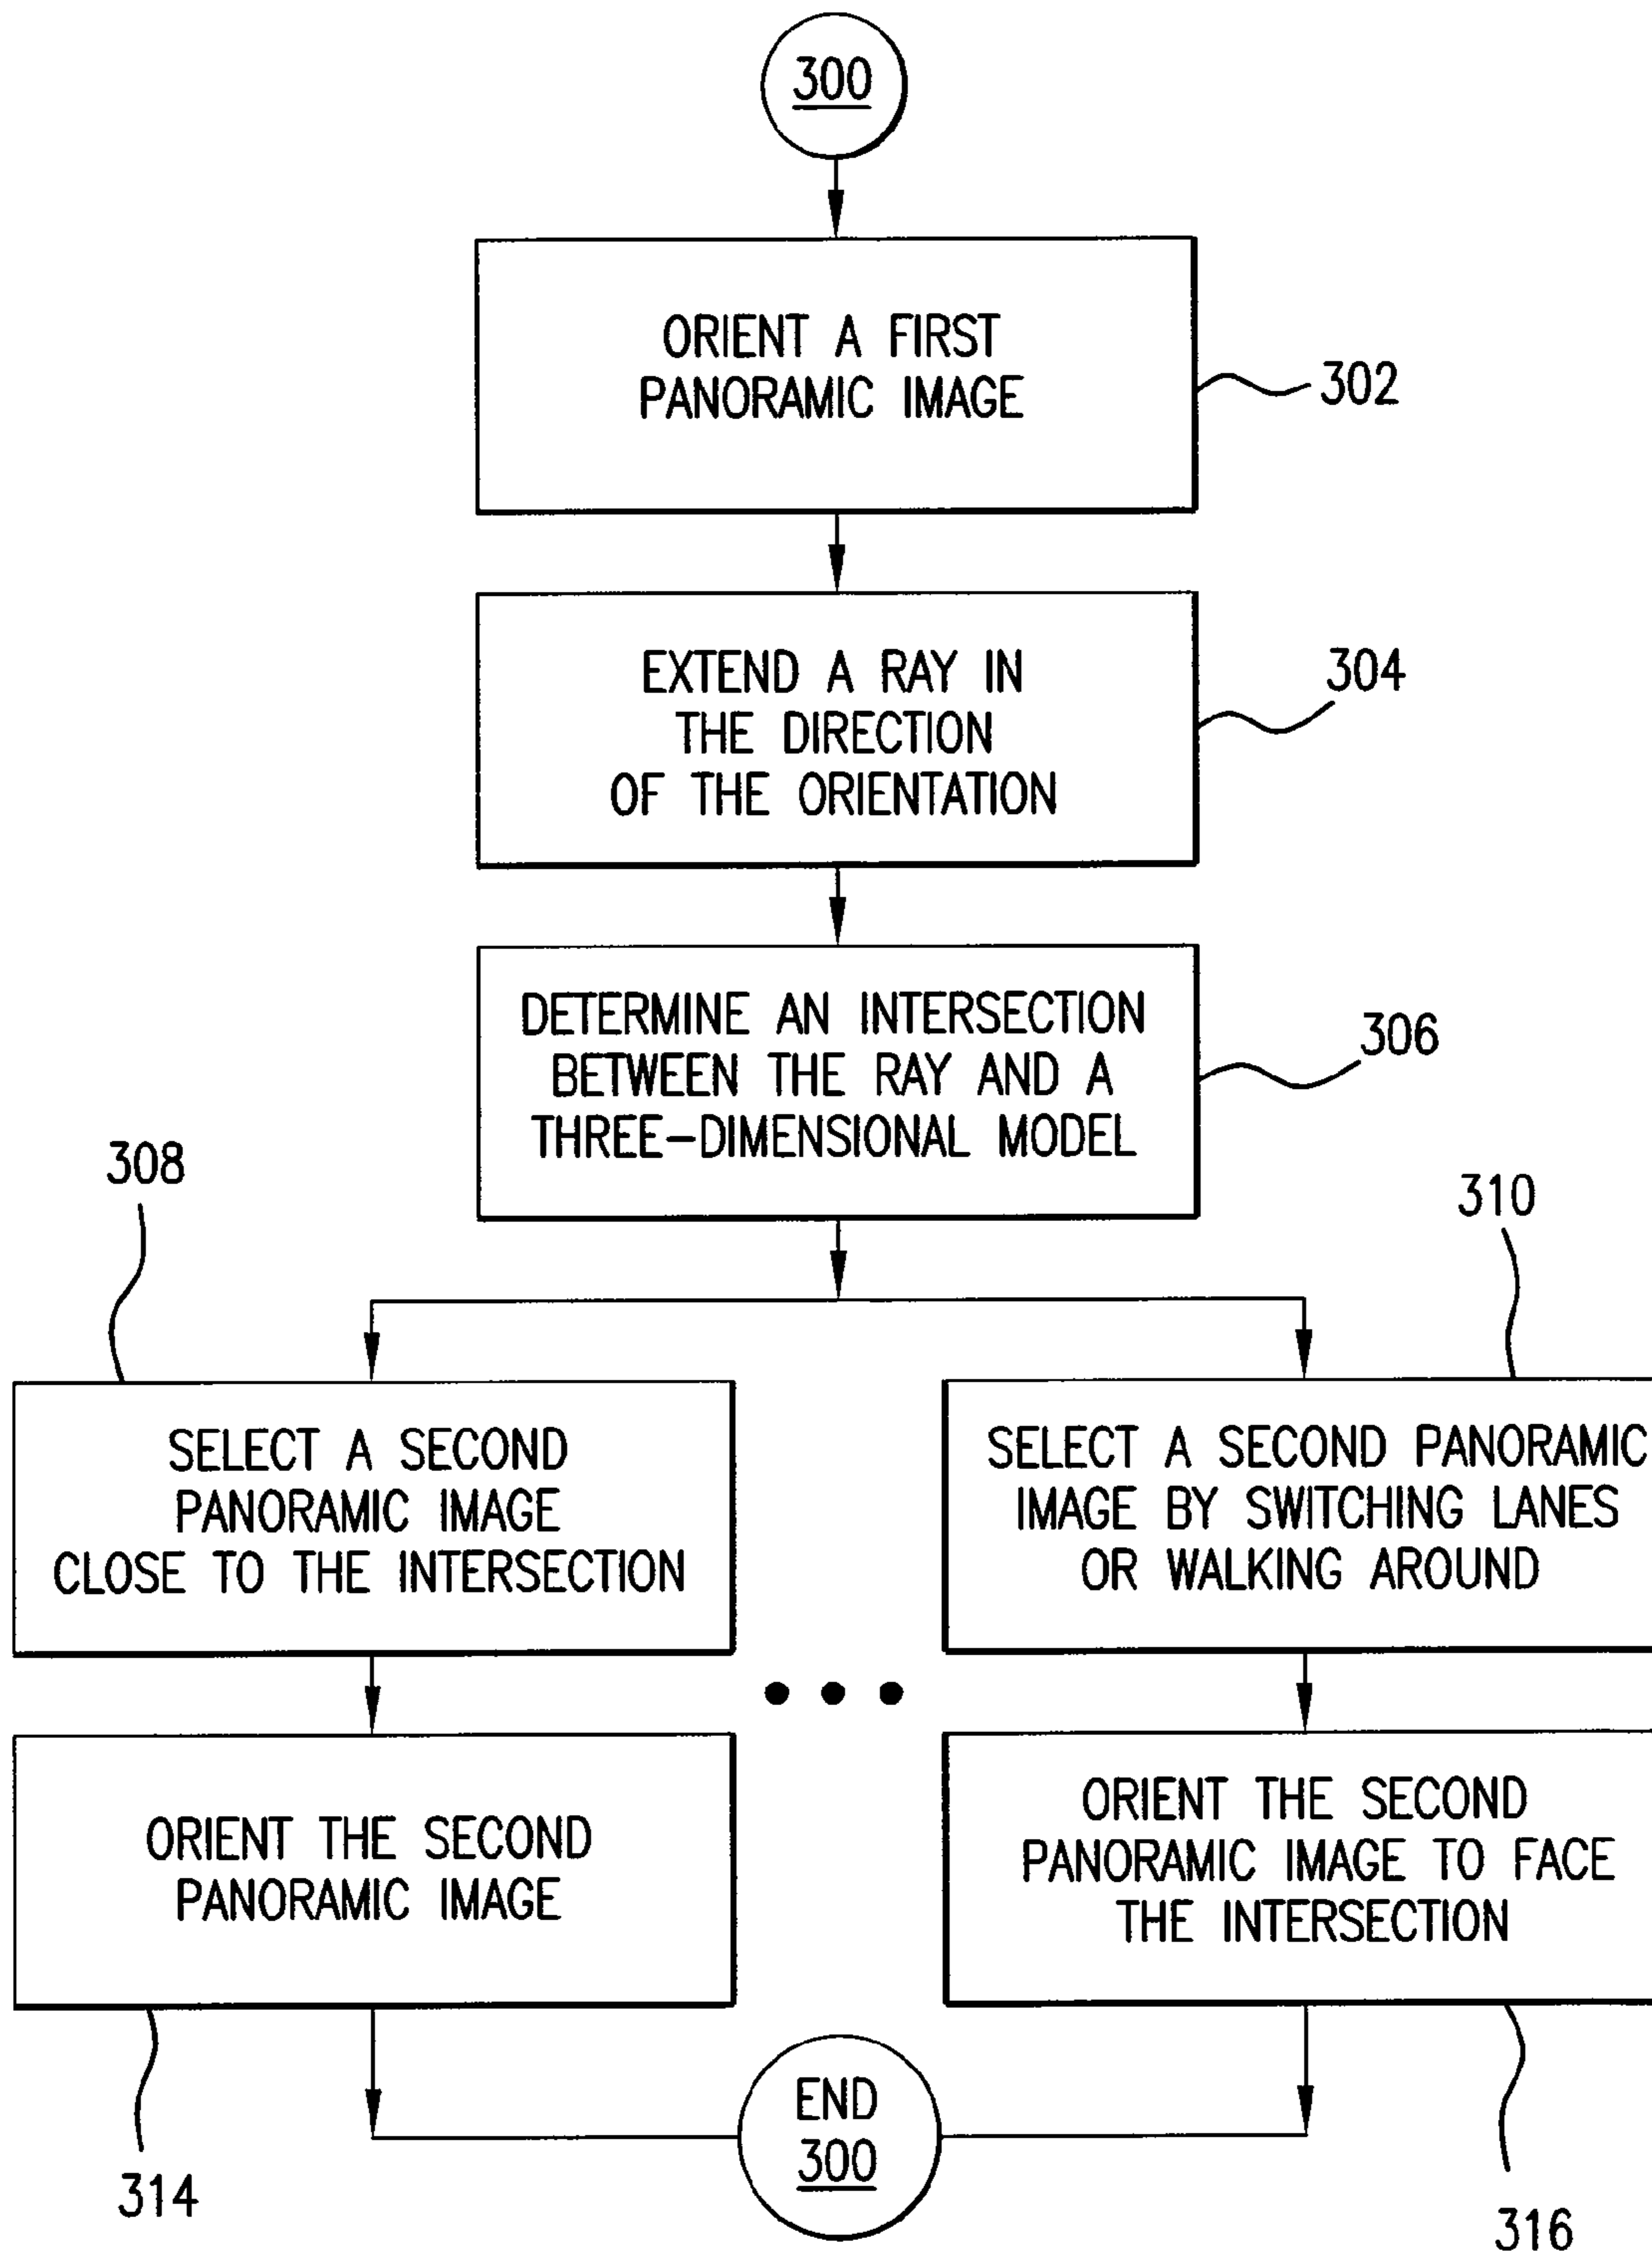 300
ORIENT A FIRST
PANORAMIC IMAGE
302
EXTEND A RAY IN
THE DIRECTION
OF THE ORIENTATION
304
DETERMINE AN INTERSECTION
BETWEEN THE RAY AND A
THREE-DIMENSIONAL MODEL
306
308
310
SELECT A SECOND
PANORAMIC IMAGE
CLOSE TO THE INTERSECTION
SELECT A SECOND PANORAMIC
IMAGE BY SWITCHING LANES
OR WALKING AROUND
ORIENT THE SECOND
PANORAMIC IMAGE
ORIENT THE SECOND
PANORAMIC IMAGE TO FACE
THE INTERSECTION
END
300
314
316